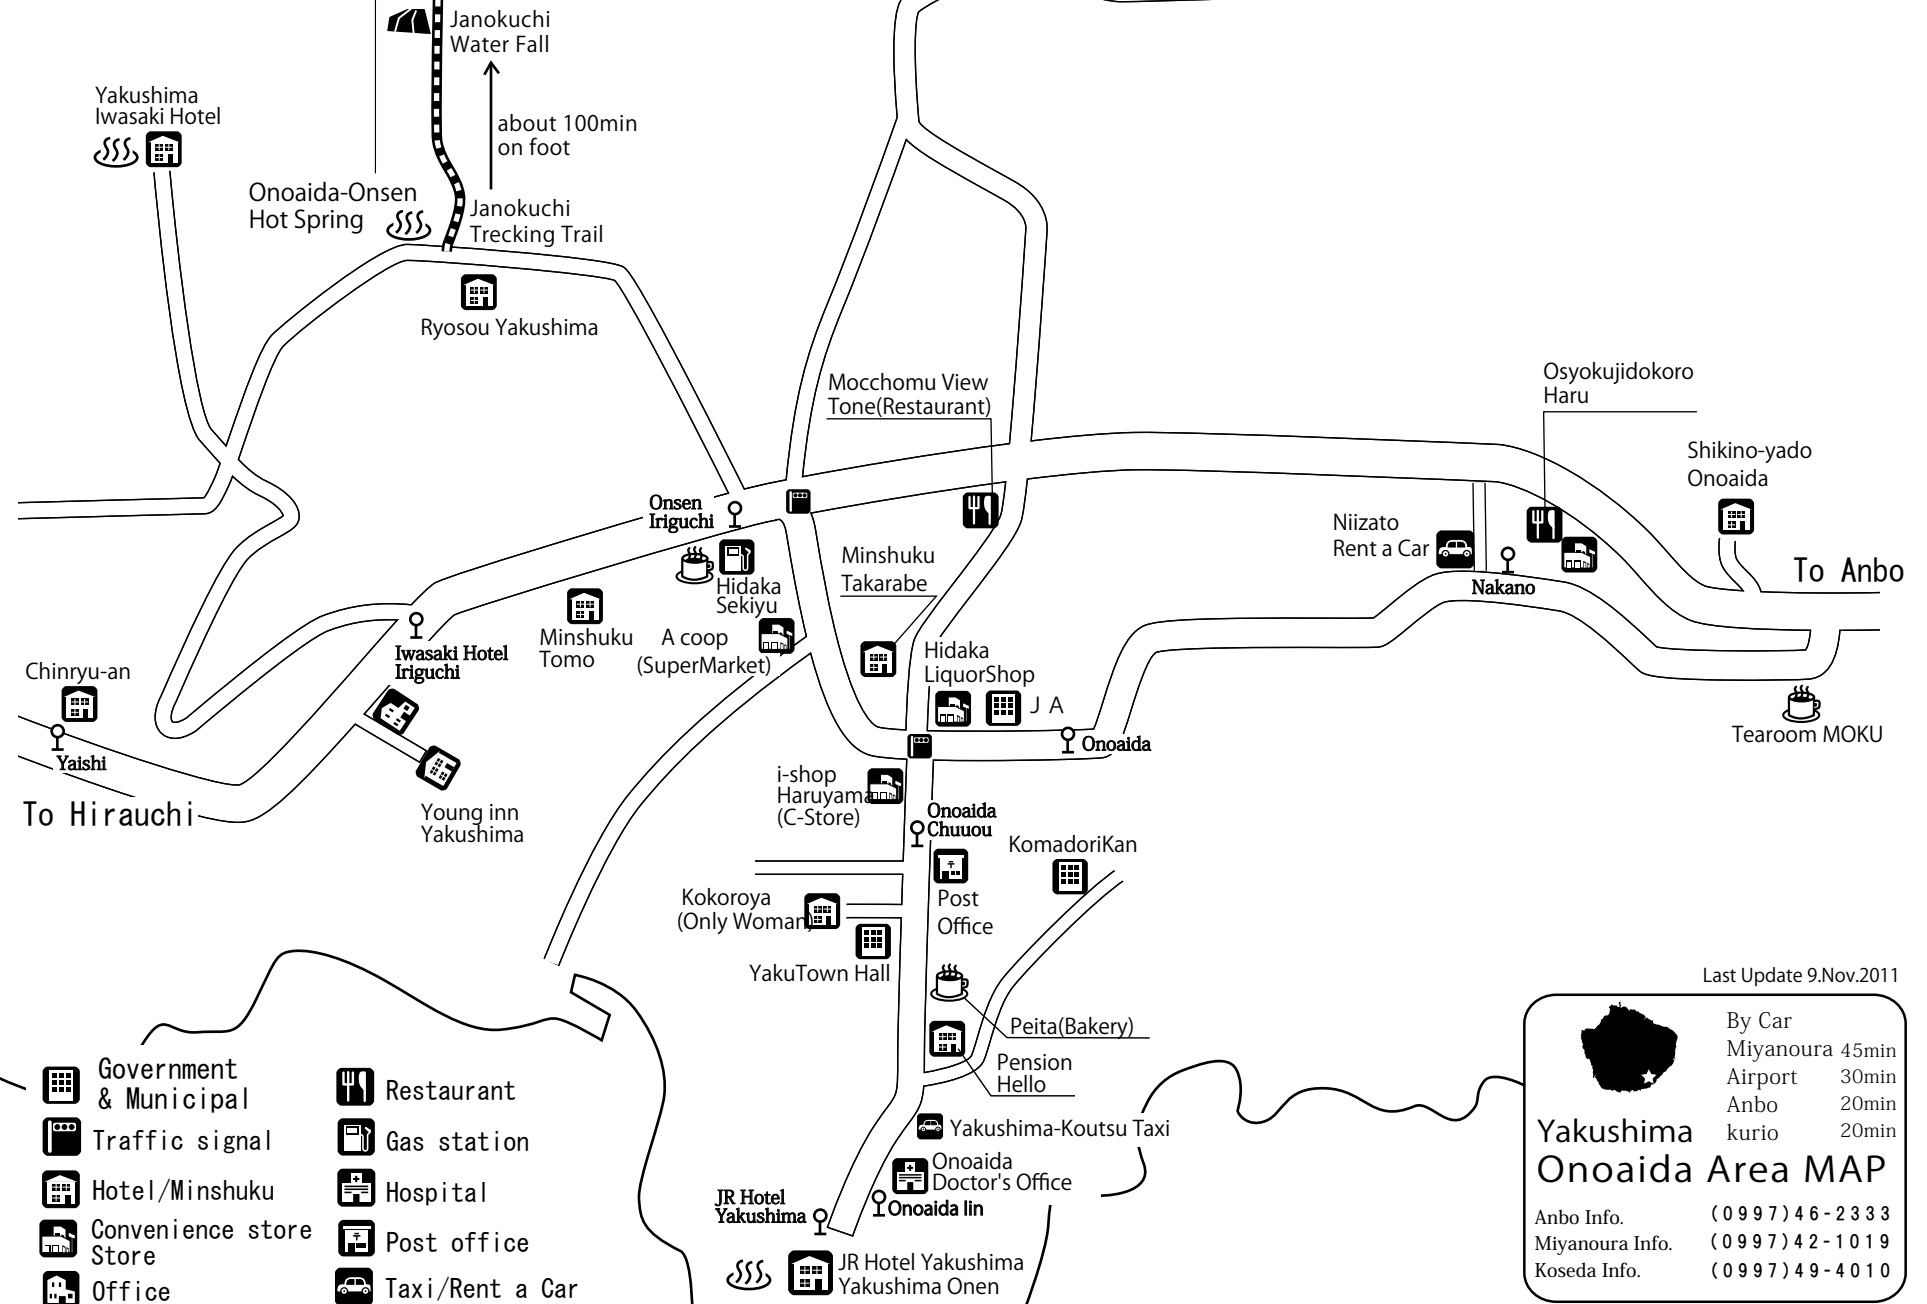 Janokuchi
Water Fall
Yakushima
Iwasaki Hotel
about 100min
on foot
Onoaida-Onsen
Hot Spring
Janokuchi
Trecking Trail
Ryosou Yakushima
Mocchomu View
Tone(Restaurant)
Osyokujidokoro
Haru
Shikino-yado
Onoaida
Onsen
Iriguchi
Niizato
Rent a Car
Minshuku
Takarabe
To Anbo
Hidaka
Sekiyu
Nakano
Minshuku
Tomo
A coop
(SuperMarket)
Iwasaki Hotel
Iriguchi
Hidaka
LiquorShop
J A
Chinryu-an
Yaishi
Onoaida
Tearoom MOKU
To Hirauchi
Young inn
Yakushima
i-shop
Haruyama
(C-Store)
Onoaida
Chuuou
KomadoriKan
Kokoroya
(Only Woman)
Post
Office
YakuTown Hall
Peita(Bakery)
Pension
Hello
Yakushima-Koutsu Taxi
Onoaida
Doctor's Office
JR Hotel
Yakushima
Onoaida Iin
JR Hotel Yakushima
Yakushima Onen
Government
& Municipal
Traffic signal
Hotel/Minshuku
Convenience store
Store
Office
Restaurant
Gas station
Hospital
Post office
Taxi/Rent a Car
Last Update 9.Nov.2011
By Car
Miyanoura 45min
Airport 30min
Anbo 20min
kurio 20min
Yakushima
Onoaida Area MAP
Anbo Info. (0997)46-2333
Miyanoura Info. (0997)42-1019
Koseda Info. (0997)49-4010